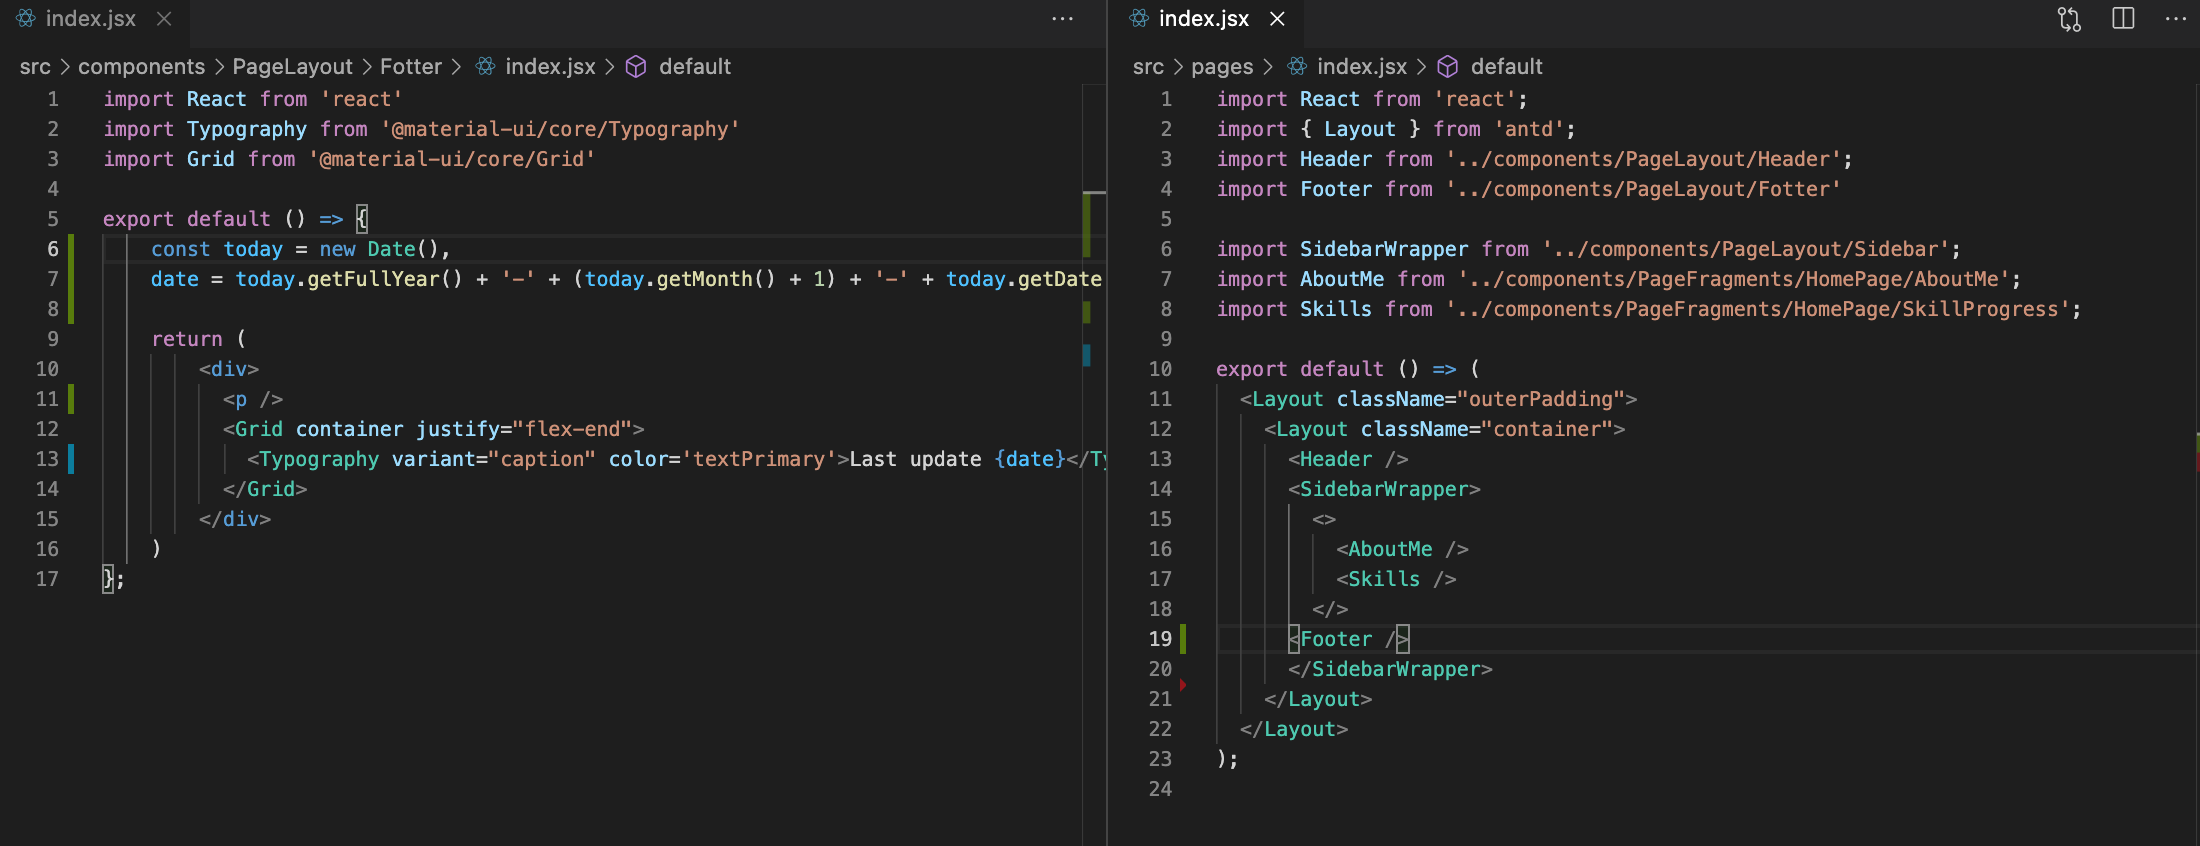 index.jsx
src > components > PageLayout > Fotter > index.jsx > default
1 import React from 'react'
2 import Typography from '@material-ui/core/Typography'
3 import Grid from '@material-ui/core/Grid'
4
5 export default () => {
6 const today = new Date(),
7 date = today.getFullYear() + '-' + (today.getMonth() + 1) + '-' + today.getDate
8
9 return (
10 <div>
11 <p />
12 <Grid container justify="flex-end">
13 <Typography variant="caption" color='textPrimary'>Last update {date}</Ty
14 </Grid>
15 </div>
16 )
17 };
index.jsx
src > pages > index.jsx > default
1 import React from 'react';
2 import { Layout } from 'antd';
3 import Header from '../components/PageLayout/Header';
4 import Footer from '../components/PageLayout/Fotter'
5
6 import SidebarWrapper from '../components/PageLayout/Sidebar';
7 import AboutMe from '../components/PageFragments/HomePage/AboutMe';
8 import Skills from '../components/PageFragments/HomePage/SkillProgress';
9
10 export default () => (
11 <Layout className="outerPadding">
12 <Layout className="container">
13 <Header />
14 <SidebarWrapper>
15 <>
16 <AboutMe />
17 <Skills />
18 </>
19 <Footer />
20 </SidebarWrapper>
21 </Layout>
22 </Layout>
23 );
24